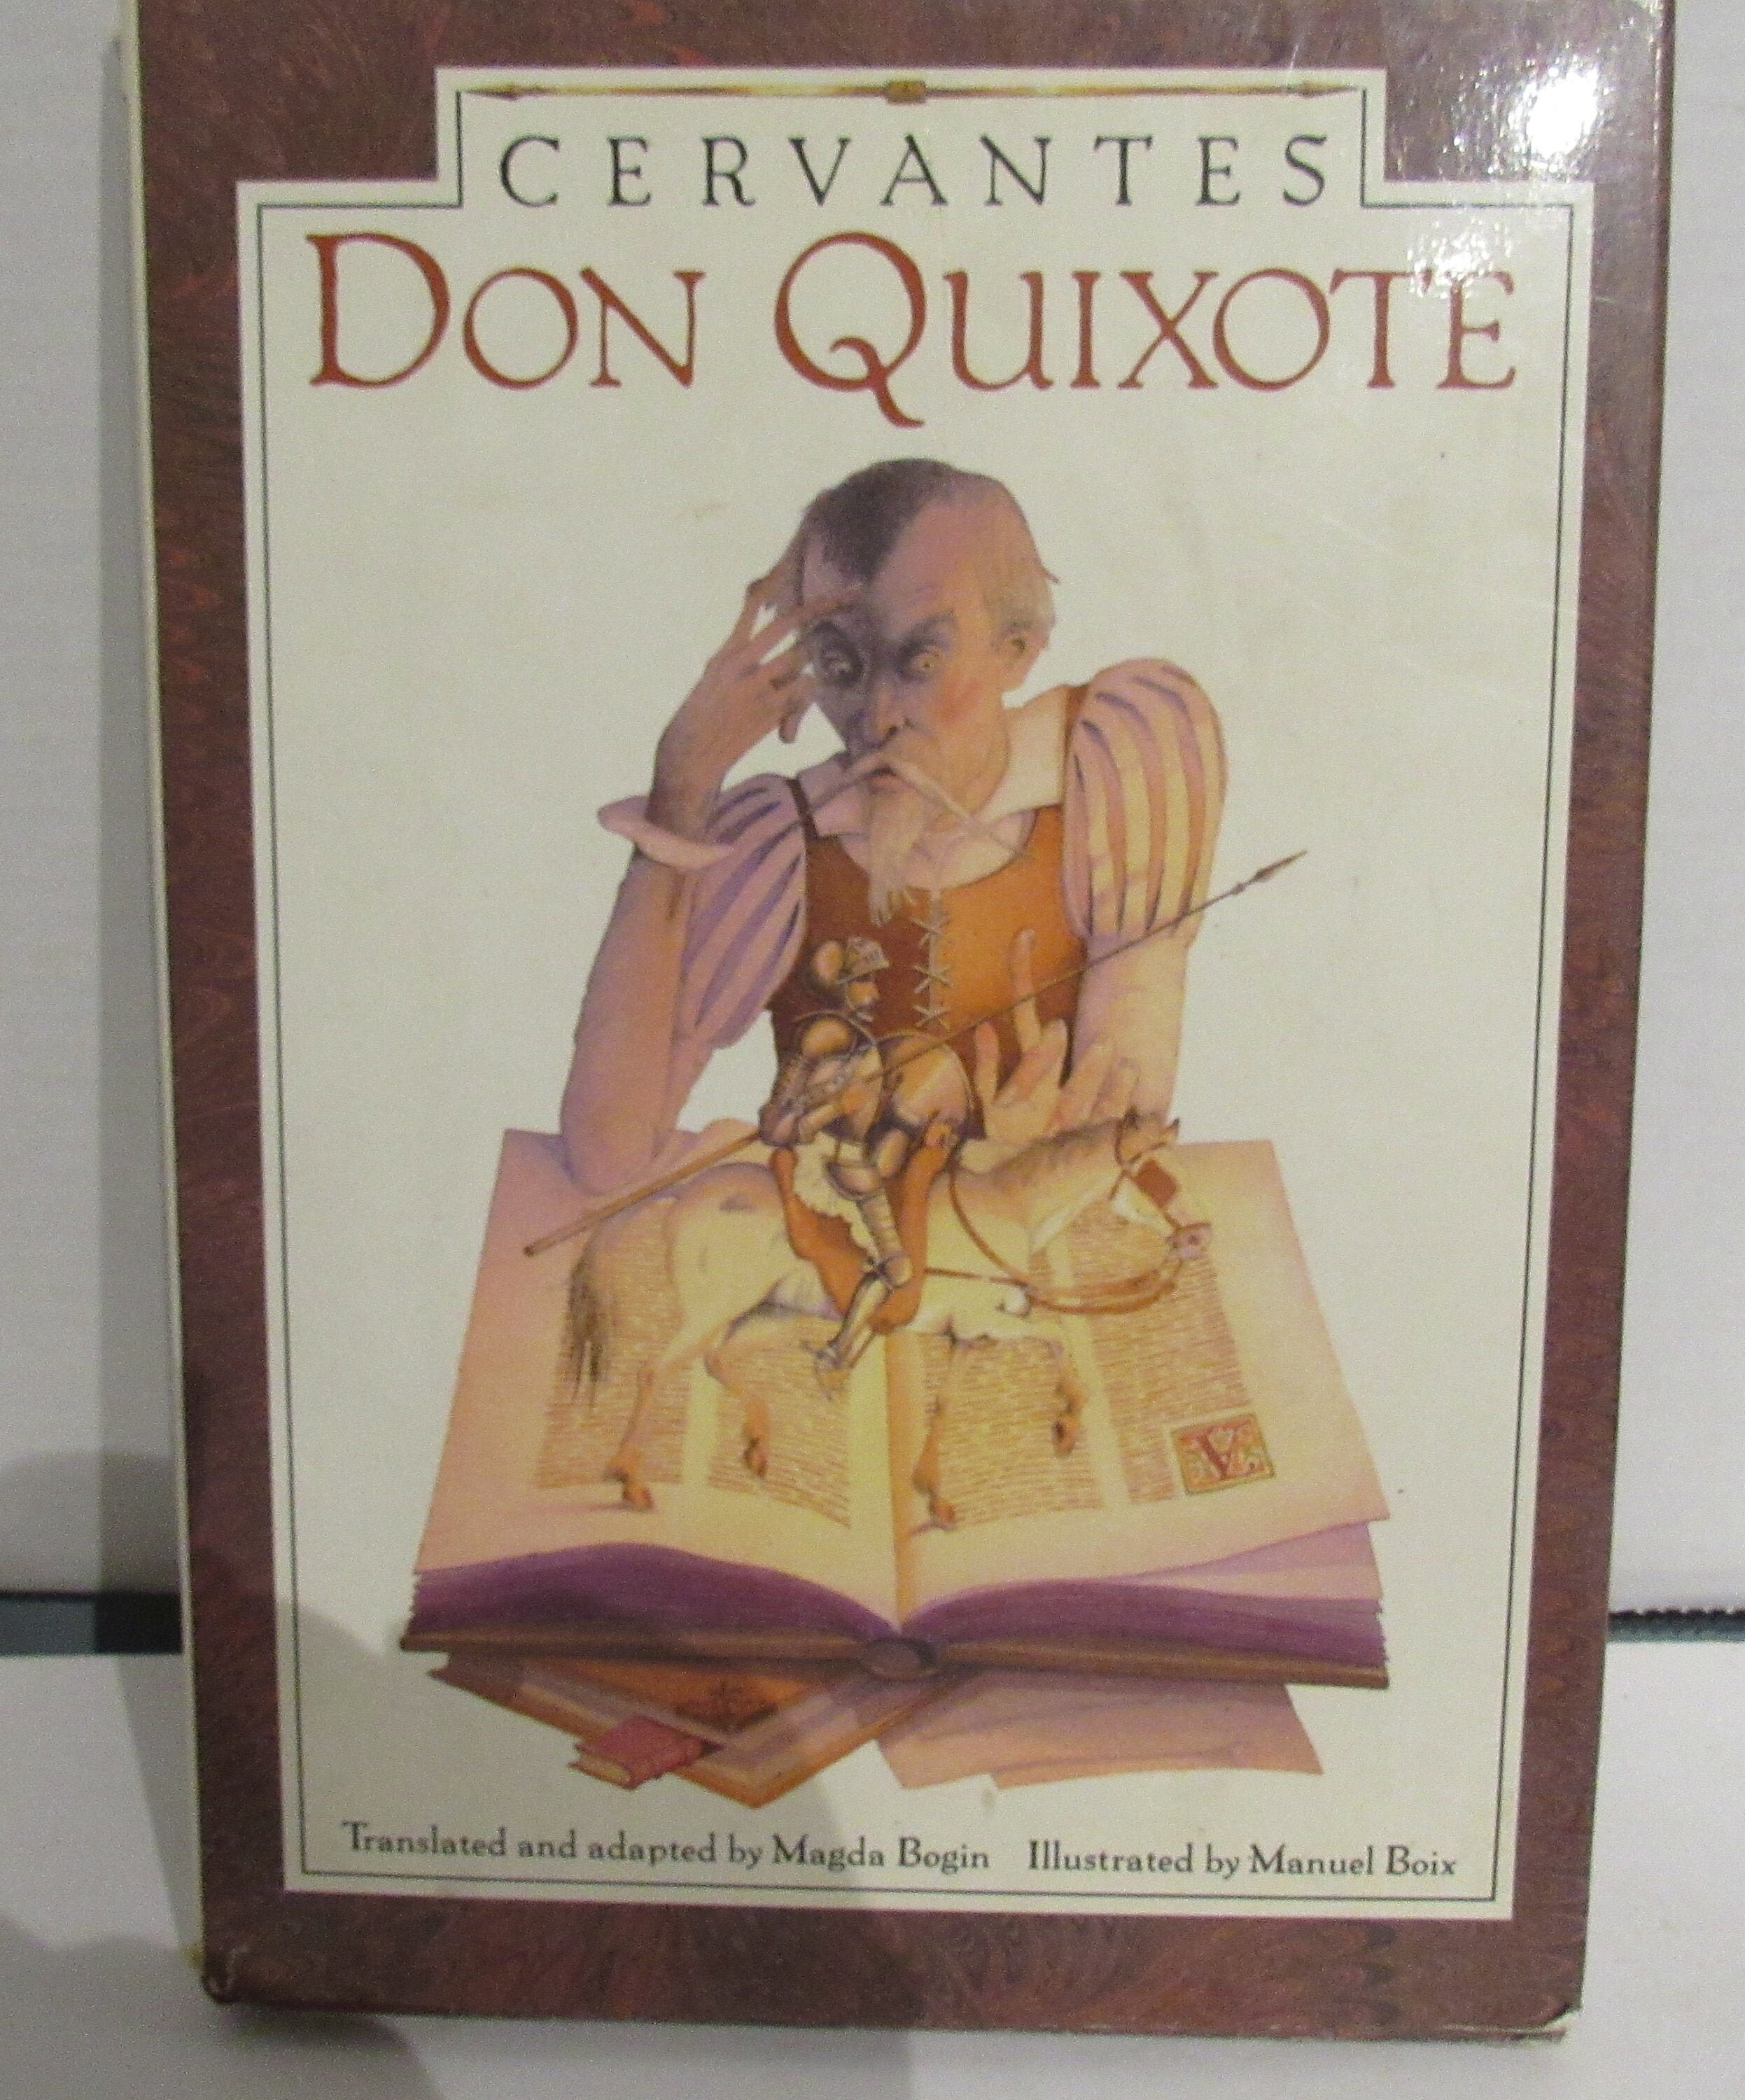 CERVANTES
DON QUIXOTE
V
Translated and adapted by Magda Bogin Illustrated by Manuel Boix